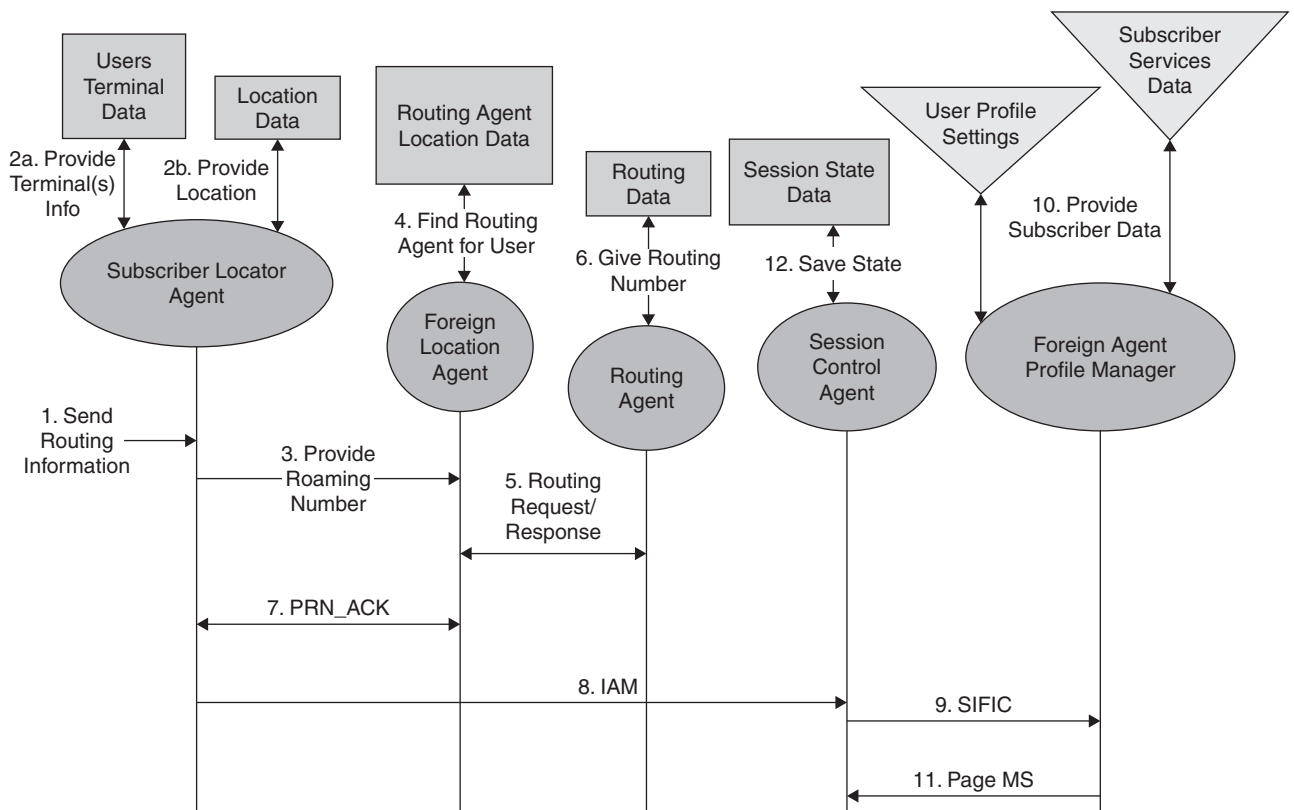 Users
Terminal
Data
Location
Data
Routing Agent
Location Data
Routing
Data
Session State
Data
User Profile
Settings
Subscriber
Services
Data
2a. Provide
Terminal(s)
Info
2b. Provide
Location
4. Find Routing
Agent for User
6. Give Routing
Number
12. Save State
10. Provide
Subscriber Data
Subscriber Locator
Agent
Foreign
Location
Agent
Routing
Agent
Session
Control
Agent
Foreign Agent
Profile Manager
1. Send
Routing
Information
3. Provide
Roaming
Number
5. Routing
Request/
Response
7. PRN_ACK
8. IAM
9. SIFIC
11. Page MS